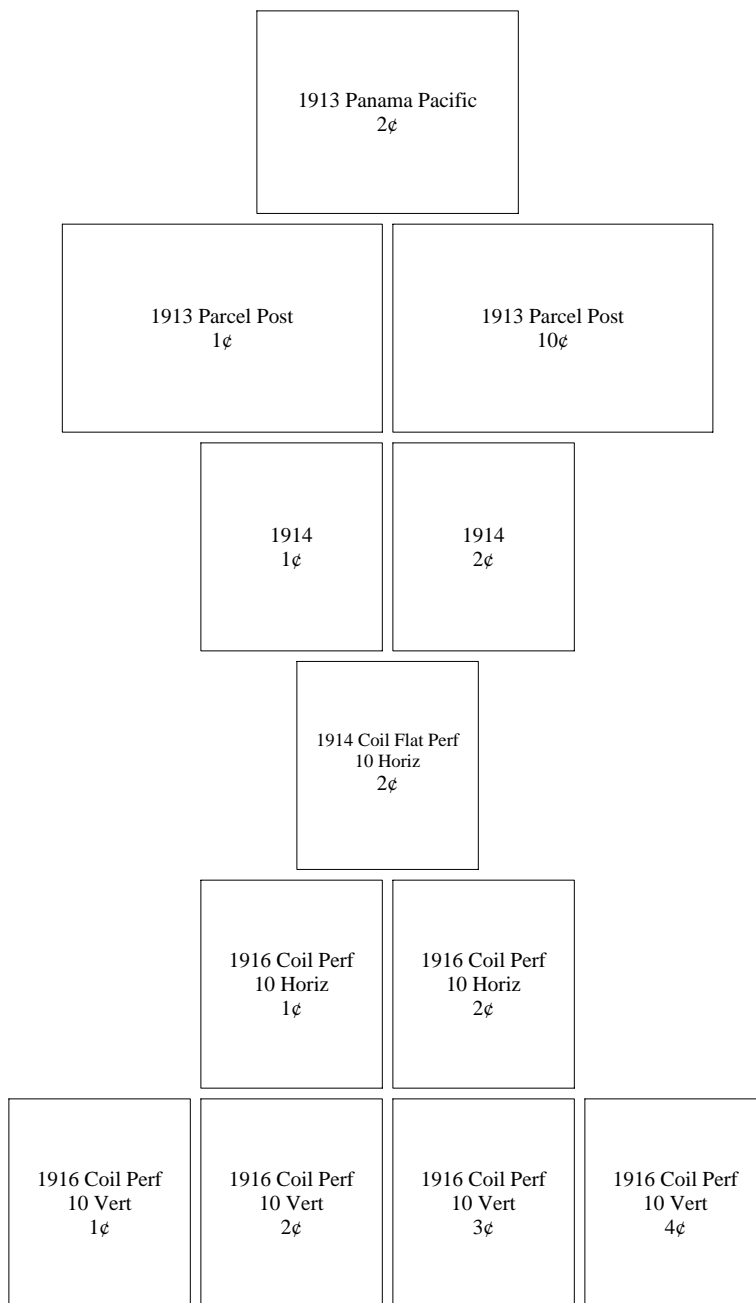 1913 Panama Pacific
2¢
1913 Parcel Post
1¢
1913 Parcel Post
10¢
1914
1¢
1914
2¢
1914 Coil Flat Perf
10 Horiz
2¢
1916 Coil Perf
10 Horiz
1¢
1916 Coil Perf
10 Horiz
2¢
1916 Coil Perf
10 Vert
1¢
1916 Coil Perf
10 Vert
2¢
1916 Coil Perf
10 Vert
3¢
1916 Coil Perf
10 Vert
4¢